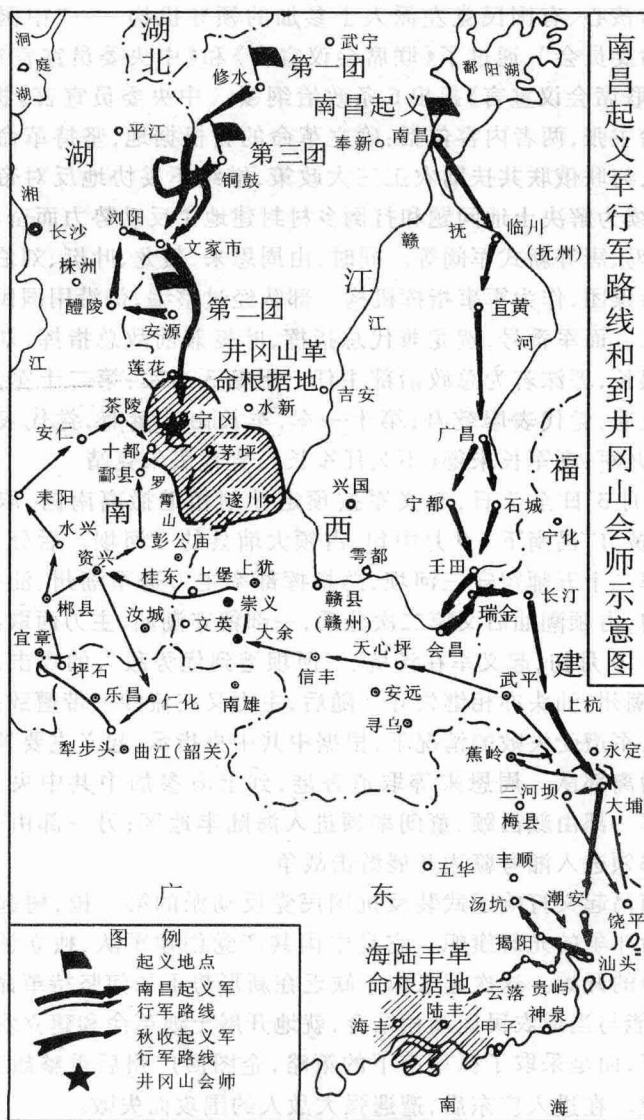 南昌起义军行军路线和到井冈山会师示意图
湖
北
湖
南
江
西
福
建
广
东
南
海
洞
庭
湖
鄱阳湖
武宁
修水
第一团
南昌起义
南昌
奉新
平江
第三团
铜鼓
湘
江
长沙
浏阳
文家市
株洲
醴陵
安源
第二团
赣
江
抚
河
临川
(抚州)
宜黄
井冈山革
命根据地
莲花
永新
吉安
宁冈
茶陵
安仁
十都
酃县
茅坪
罗
霄
山
遂川
广昌
兴国
宁都
石城
宁化
耒阳
永兴
彭公庙
资兴
桂东
上堡
上犹
雩都
壬田
瑞金
长汀
郴县
汝城
文英
崇义
大余
赣县
(赣州)
会昌
宜章
坪石
天心坪
信丰
武平
上杭
安远
乐昌
仁化
南雄
寻乌
犁步头
曲江(韶关)
蕉岭
永定
三河坝
大埔
梅县
五华
丰顺
汤坑
潮安
饶平
揭阳
汕头
海陆丰革
命根据地
云落
贵屿
神泉
海丰
陆丰
甲子
图 例
起义地点
南昌起义军
行军路线
秋收起义军
行军路线
井冈山会师